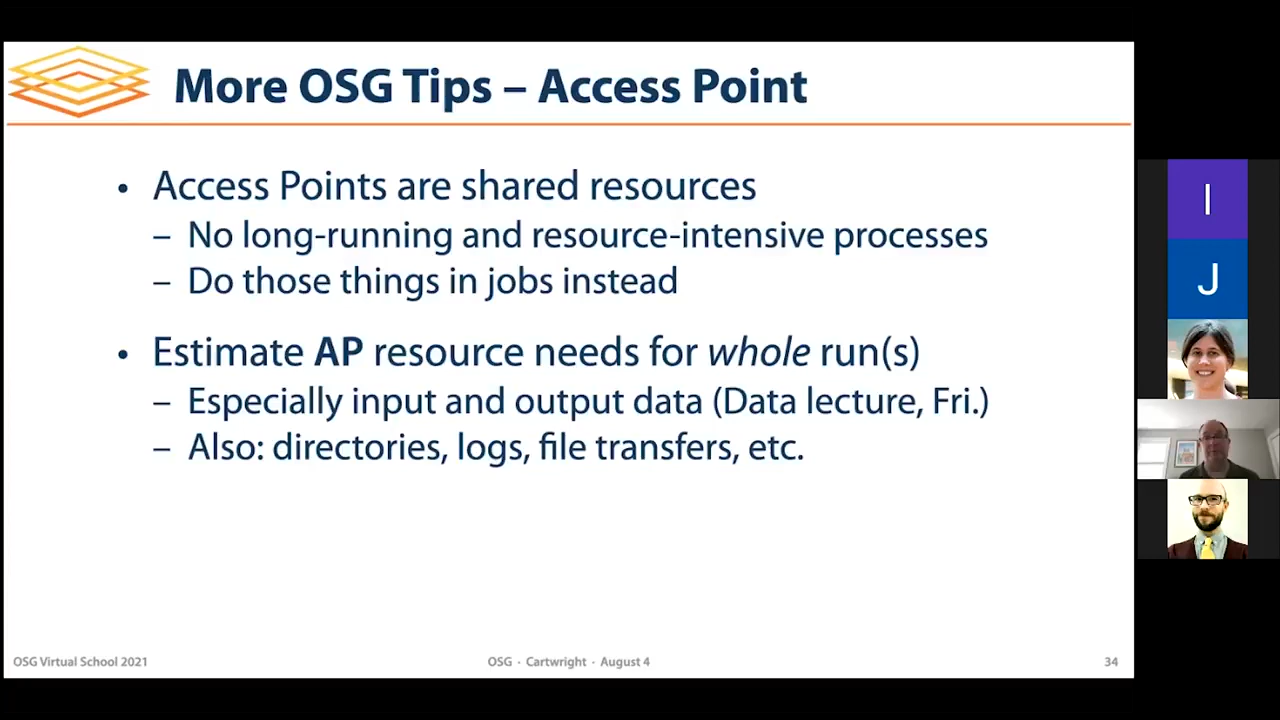 More OSG Tips – Access Point
• Access Points are shared resources
– No long-running and resource-intensive processes
– Do those things in jobs instead
• Estimate AP resource needs for whole run(s)
– Especially input and output data (Data lecture, Fri.)
– Also: directories, logs, file transfers, etc.
OSG Virtual School 2021
OSG · Cartwright · August 4
34
I
J